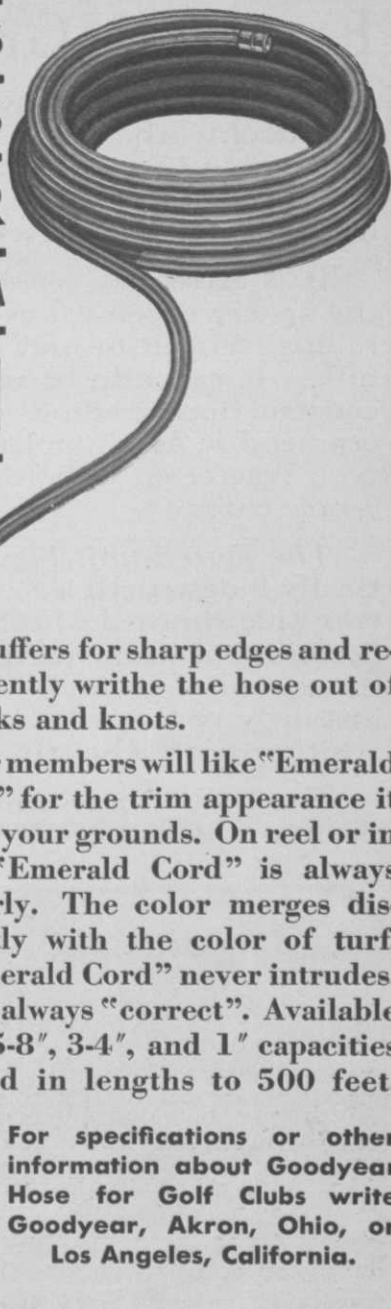 uffers for sharp edges and re-
ently writhe the hose out of
ks and knots.
members will like "Emerald
" for the trim appearance it
your grounds. On reel or in
"Emerald Cord" is always
rly. The color merges dis-
ly with the color of turf.
erald Cord" never intrudes.
always "correct". Available
5-8", 3-4", and 1" capacities
d in lengths to 500 feet.
For specifications or other
information about Goodyear
Hose for Golf Clubs write
Goodyear, Akron, Ohio, or
Los Angeles, California.